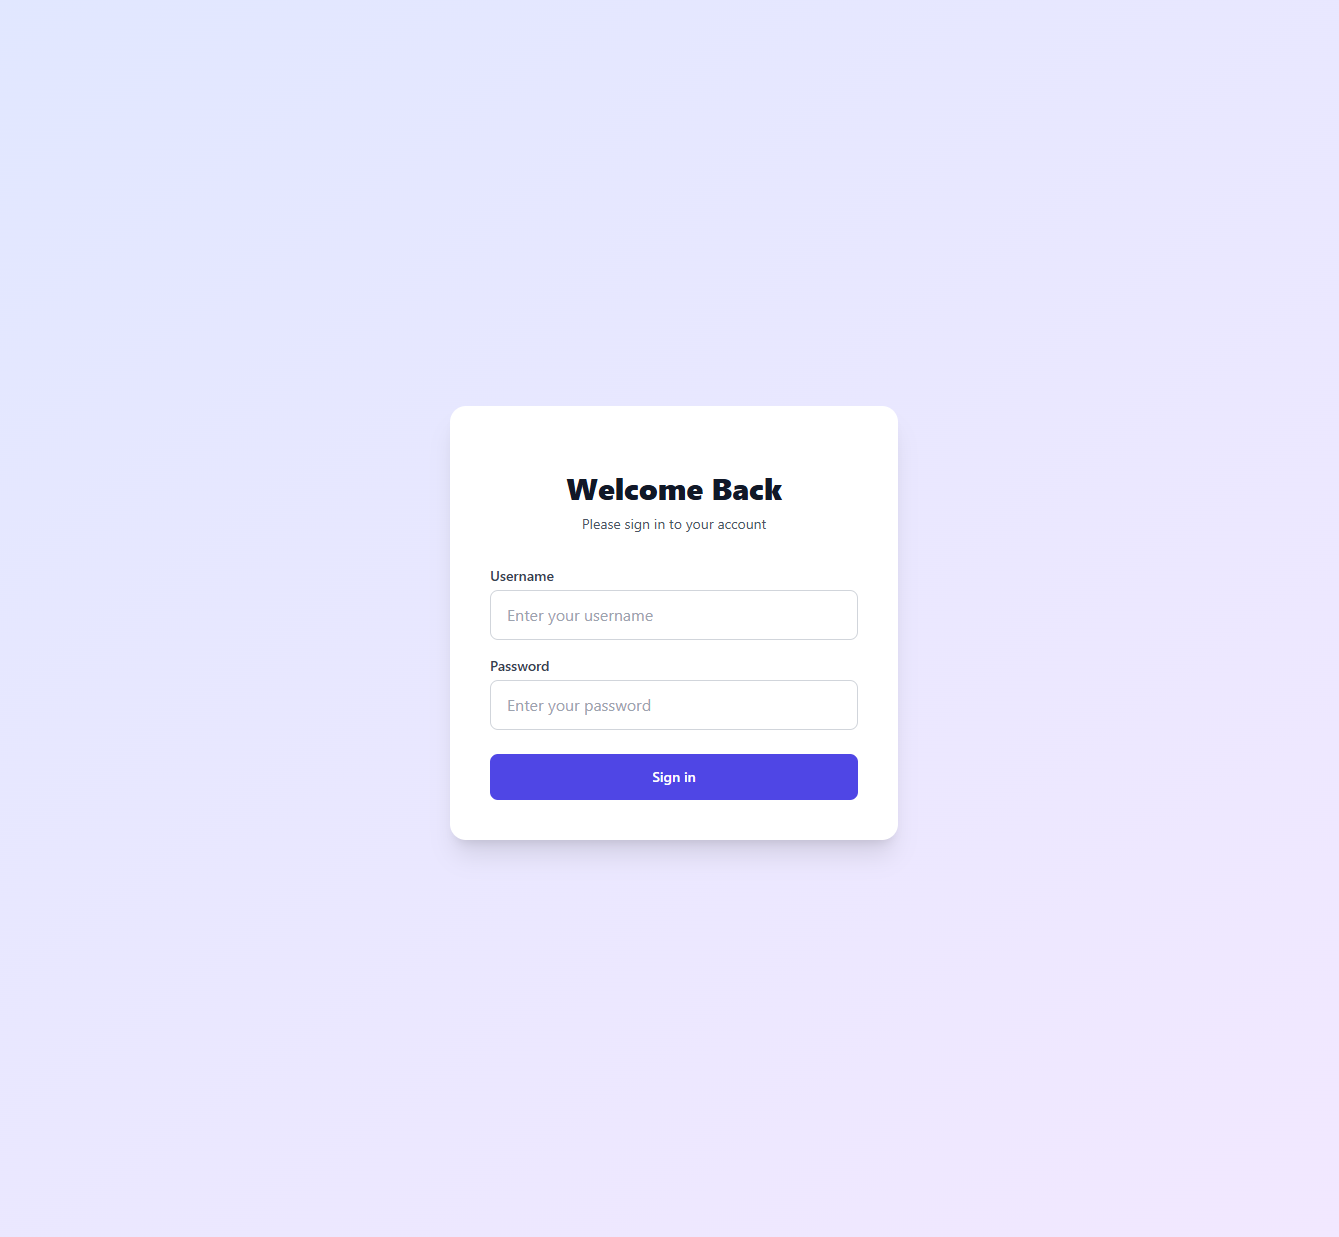 Welcome Back
Please sign in to your account
Username
Enter your username
Password
Enter your password
Sign in